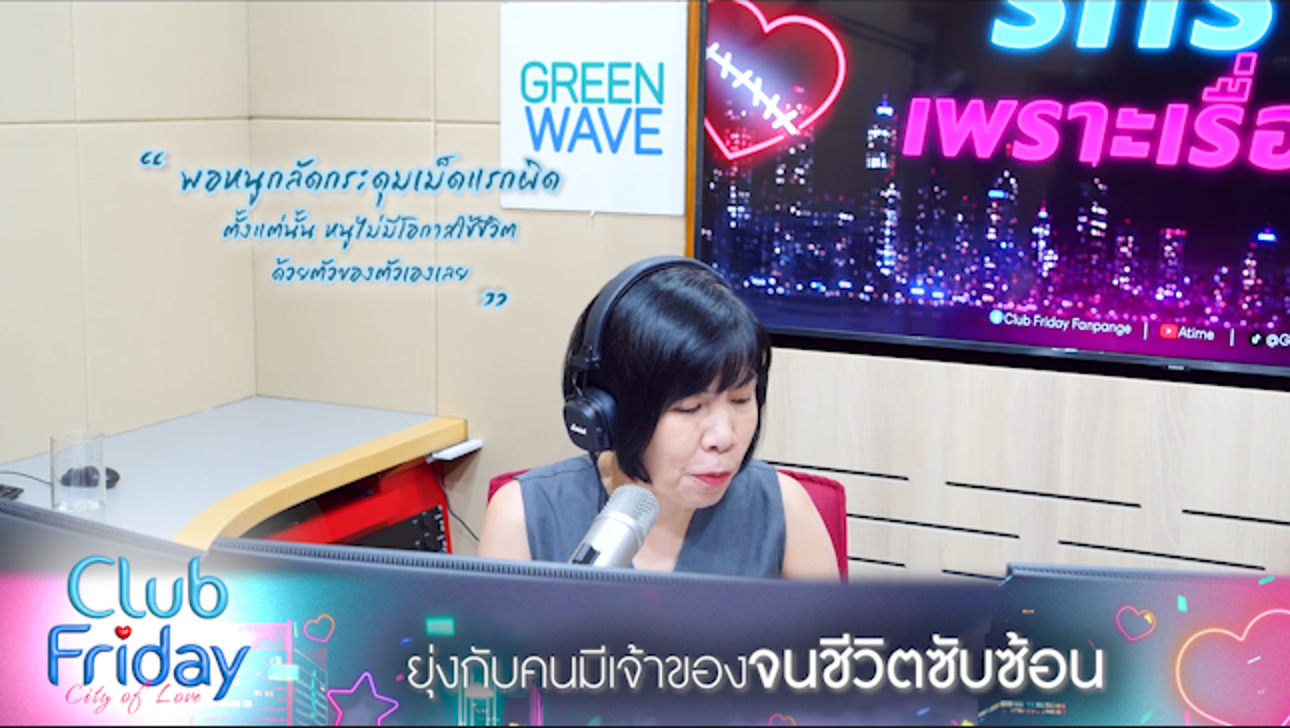 GREEN
WAVE
รักร
เพราะเรื่อ
“ พอหนูกลัดกระดุมเม็ดแรกผิด
ตั้งแต่นั้น หนูไม่มีโอกาสใช้ชีวิต
ด้วยตัวของตัวเองเลย ”
Club Friday Fanpange | Atime | @G
Club
Friday
City of Love
ยุ่งกับคนมีเจ้าของจนชีวิตซับซ้อน